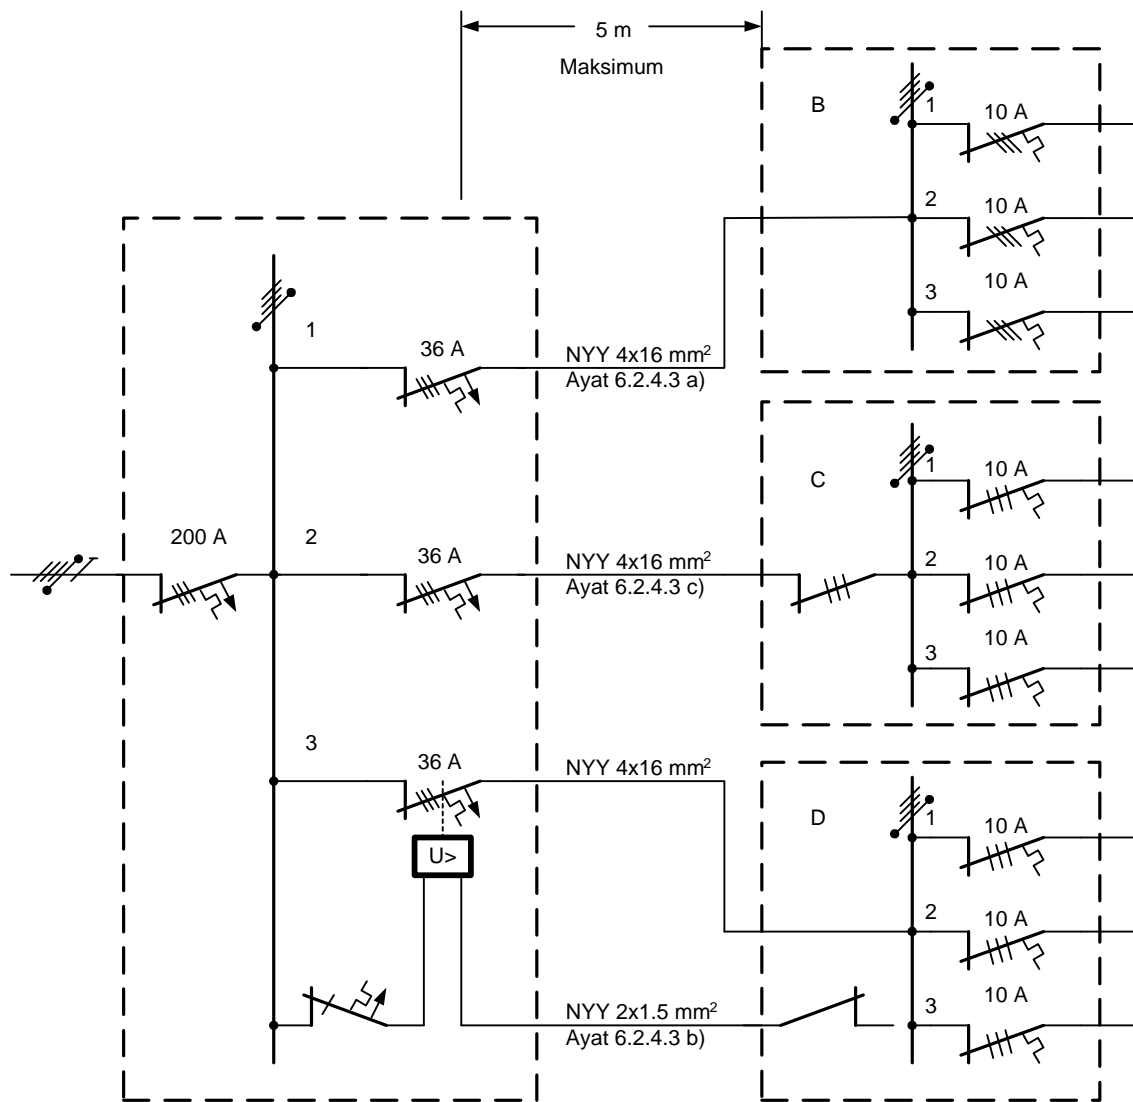 5 m
Maksimum
B
1
10 A
2
10 A
3
10 A
1
36 A
NYY 4x16 mm²
Ayat 6.2.4.3 a)
C
1
10 A
200 A
2
36 A
NYY 4x16 mm²
Ayat 6.2.4.3 c)
2
10 A
3
10 A
3
36 A
NYY 4x16 mm²
U>
D
1
10 A
2
10 A
3
10 A
NYY 2x1.5 mm²
Ayat 6.2.4.3 b)